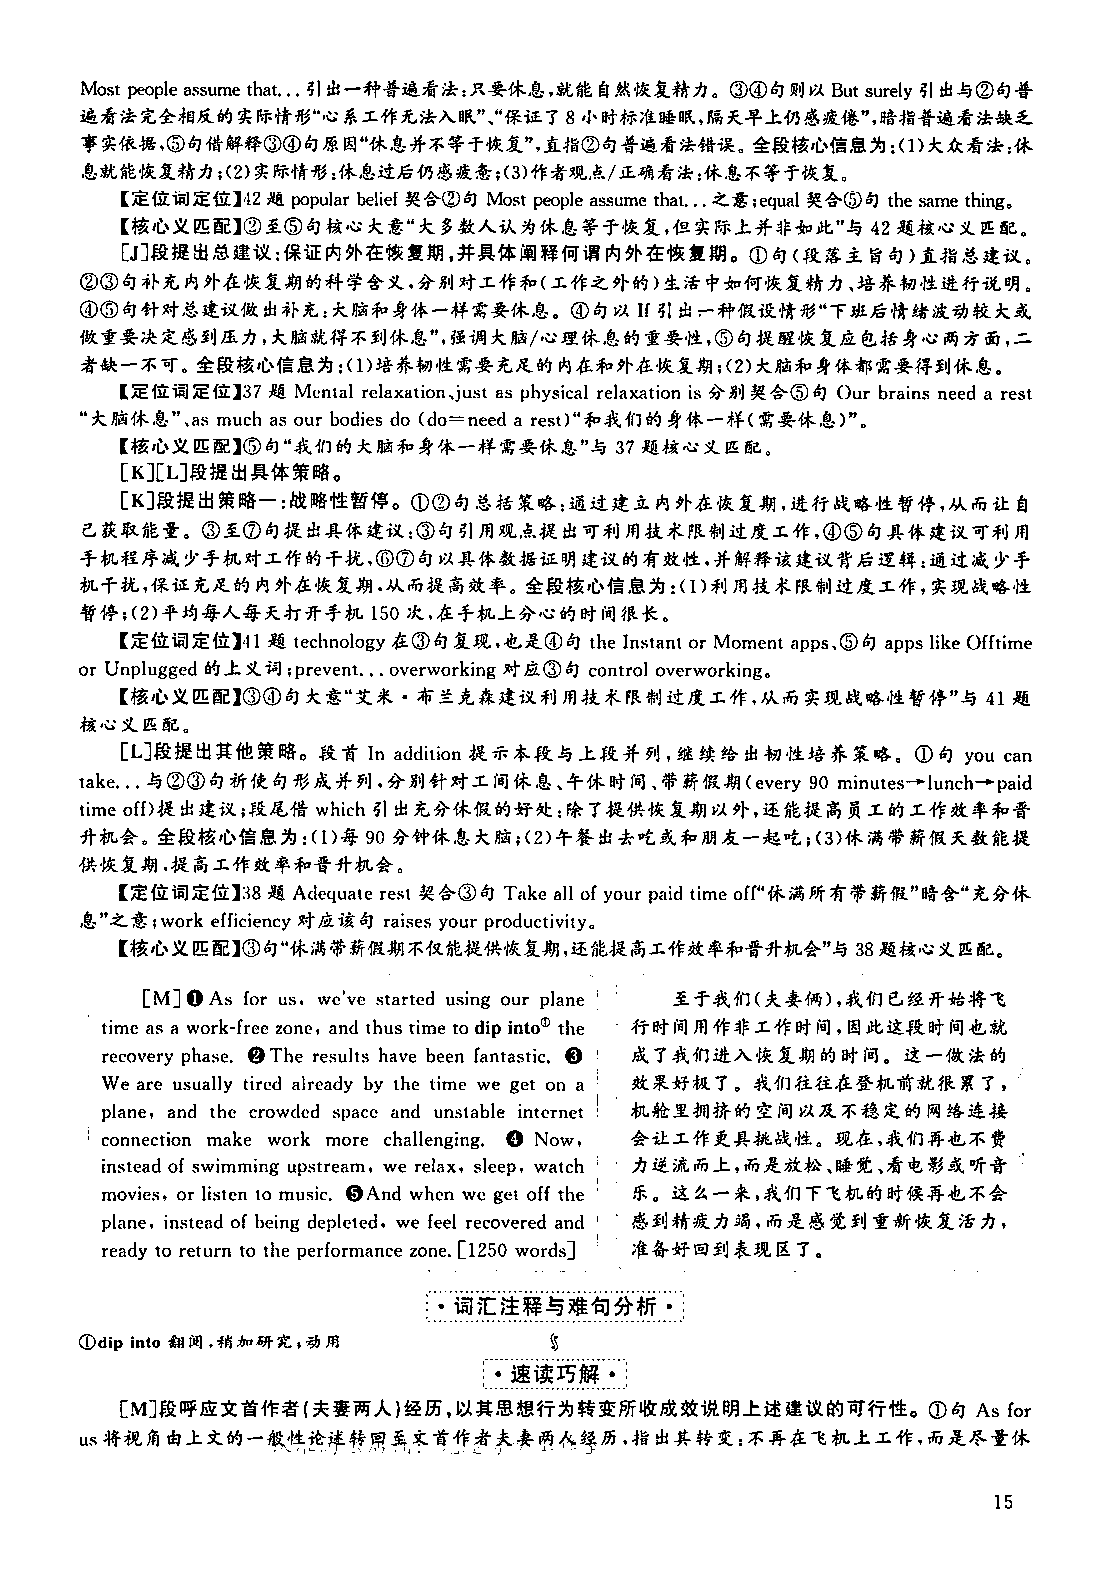 Most people assume that... 引出一种普遍看法:只要休息,就能自然恢复精力。③④句则以 But surely 引出与②句普
遍看法完全相反的实际情形“心系工作无法入眠”、“保证了 8 小时标准睡眠,隔天早上仍感疲倦”,暗指普遍看法缺乏
事实依据,⑤句借解释③④句原因“休息并不等于恢复”,直指②句普遍看法错误。全段核心信息为:(1)大众看法:休
息就能恢复精力;(2)实际情形:休息过后仍感疲惫;(3)作者观点/正确看法:休息不等于恢复。
【定位词定位】42 题 popular belief 契合②句 Most people assume that...之意;equal 契合⑤句 the same thing。
【核心义匹配】②至⑤句核心大意“大多数人认为休息等于恢复,但实际上并非如此”与 42 题核心义匹配。
[J]段提出总建议:保证内外在恢复期,并具体阐释何谓内外在恢复期。①句(段落主旨句)直指总建议。
②③句补充内外在恢复期的科学含义,分别对工作和(工作之外的)生活中如何恢复精力、培养韧性进行说明。
④⑤句针对总建议做出补充:大脑和身体一样需要休息。④句以 If 引出一种假设情形“下班后情绪波动较大或
做重要决定感到压力,大脑就得不到休息”,强调大脑/心理休息的重要性,⑤句提醒恢复应包括身心两方面,二
者缺一不可。全段核心信息为:(1)培养韧性需要充足的内在和外在恢复期;(2)大脑和身体都需要得到休息。
【定位词定位】37 题 Mental relaxation、just as physical relaxation is 分别契合⑤句 Our brains need a rest
“大脑休息”、as much as our bodies do (do=need a rest)“和我们的身体一样(需要休息)”。
【核心义匹配】⑤句“我们的大脑和身体一样需要休息”与 37 题核心义匹配。
[K][L]段提出具体策略。
[K]段提出策略一:战略性暂停。①②句总括策略:通过建立内外在恢复期,进行战略性暂停,从而让自
己获取能量。③至⑦句提出具体建议:③句引用观点提出可利用技术限制过度工作,④⑤句具体建议可利用
手机程序减少手机对工作的干扰,⑥⑦句以具体数据证明建议的有效性,并解释该建议背后逻辑:通过减少手
机干扰,保证充足的内外在恢复期,从而提高效率。全段核心信息为:(1)利用技术限制过度工作,实现战略性
暂停;(2)平均每人每天打开手机 150 次,在手机上分心的时间很长。
【定位词定位】41 题 technology 在③句复现,也是④句 the Instant or Moment apps、⑤句 apps like Offtime
or Unplugged 的上义词;prevent... overworking 对应③句 control overworking。
【核心义匹配】③④句大意“艾米·布兰克森建议利用技术限制过度工作,从而实现战略性暂停”与 41 题
核心义匹配。
[L]段提出其他策略。段首 In addition 提示本段与上段并列,继续给出韧性培养策略。①句 you can
take... 与②③句祈使句形成并列,分别针对工间休息、午休时间、带薪假期(every 90 minutes→lunch→paid
time off)提出建议;段尾借 which 引出充分休假的好处:除了提供恢复期以外,还能提高员工的工作效率和晋
升机会。全段核心信息为:(1)每 90 分钟休息大脑;(2)午餐出去吃或和朋友一起吃;(3)休满带薪假天数能提
供恢复期,提高工作效率和晋升机会。
【定位词定位】38 题 Adequate rest 契合③句 Take all of your paid time off“休满所有带薪假”暗含“充分休
息”之意;work efficiency 对应该句 raises your productivity。
【核心义匹配】③句“休满带薪假期不仅能提供恢复期,还能提高工作效率和晋升机会”与 38 题核心义匹配。
[M]❶As for us, we've started using our plane
time as a work-free zone, and thus time to dip into① the
recovery phase. ❷The results have been fantastic. ❸
We are usually tired already by the time we get on a
plane, and the crowded space and unstable internet
connection make work more challenging. ❹ Now,
instead of swimming upstream, we relax, sleep, watch
movies, or listen to music. ❺And when we get off the
plane, instead of being depleted, we feel recovered and
ready to return to the performance zone.[1250 words]
至于我们(夫妻俩),我们已经开始将飞
行时间用作非工作时间,因此这段时间也就
成了我们进入恢复期的时间。这一做法的
效果好极了。我们往往在登机前就很累了,
机舱里拥挤的空间以及不稳定的网络连接
会让工作更具挑战性。现在,我们再也不费
力逆流而上,而是放松、睡觉、看电影或听音
乐。这么一来,我们下飞机的时候再也不会
感到精疲力竭,而是感觉到重新恢复活力,
准备好回到表现区了。
·词汇注释与难句分析·
①dip into 翻阅,稍加研究;动用
·速读巧解·
[M]段呼应文首作者(夫妻两人)经历,以其思想行为转变所收成效说明上述建议的可行性。①句 As for
us 将视角由上文的一般性论述转回至文首作者夫妻两人经历,指出其转变:不再在飞机上工作,而是尽量休
15